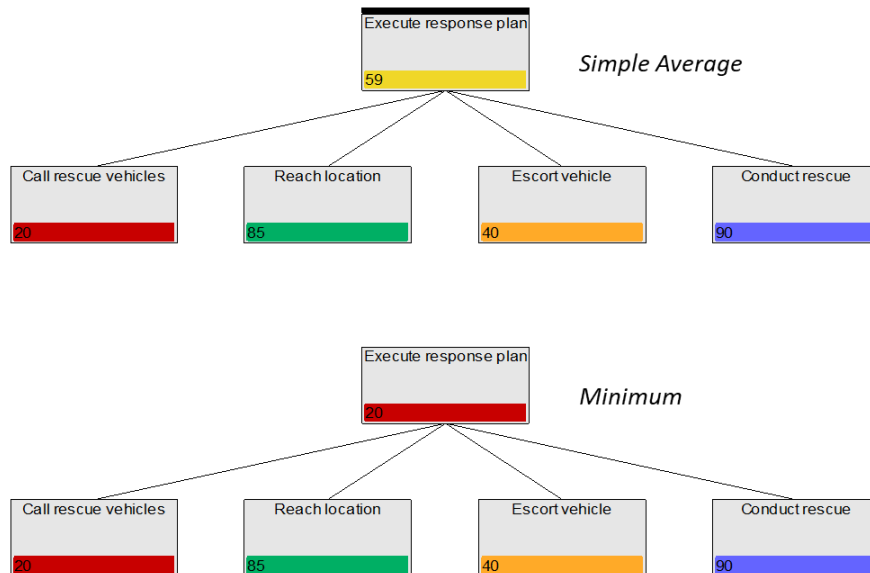 Execute response plan
Simple Average
59
Call rescue vehicles
Reach location
Escort vehicle
Conduct rescue
20
85
40
90
Execute response plan
Minimum
20
Call rescue vehicles
Reach location
Escort vehicle
Conduct rescue
20
85
40
90